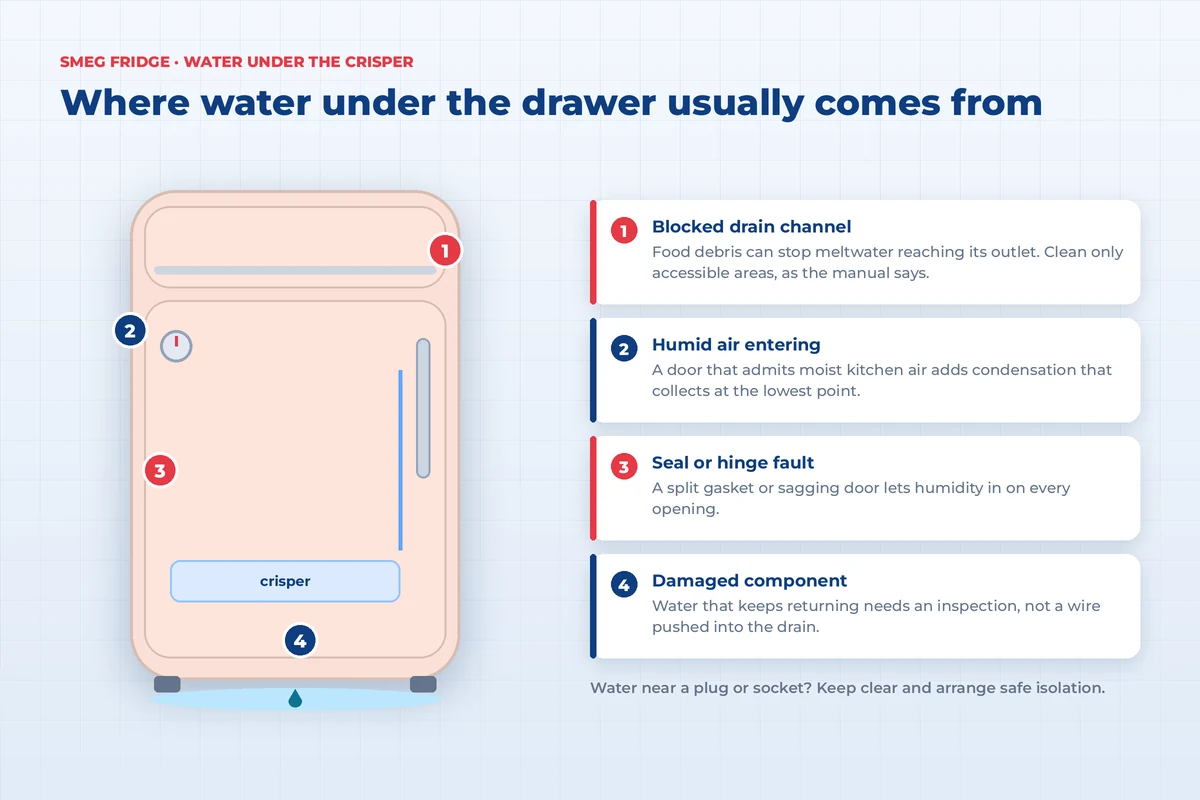 SMEG FRIDGE · WATER UNDER THE CRISPER
Where water under the drawer usually comes from
1
2
3
crisper
4
1
Blocked drain channel
Food debris can stop meltwater reaching its outlet. Clean only
accessible areas, as the manual says.
2
Humid air entering
A door that admits moist kitchen air adds condensation that
collects at the lowest point.
3
Seal or hinge fault
A split gasket or sagging door lets humidity in on every
opening.
4
Damaged component
Water that keeps returning needs an inspection, not a wire
pushed into the drain.
Water near a plug or socket? Keep clear and arrange safe isolation.